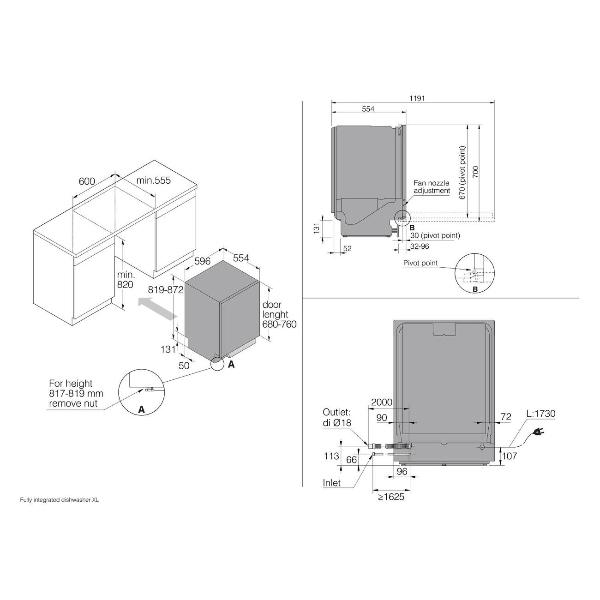 600
min.555
min.
820
596
554
819-872
door
lenght
680-760
131
50
A
For height
817-819 mm
remove nut
A
Fully integrated dishwasher XL
1191
554
670 (pivot point)
700
Fan nozzle
adjustment
131
52
B
30 (pivot point)
32-96
Pivot point
B
2000
Outlet:
di Ø18
90
72
L:1730
113
66
107
96
Inlet
≥1625